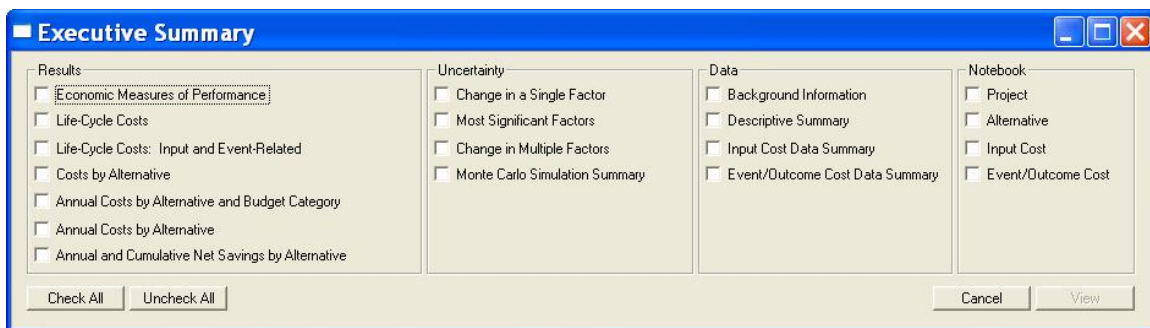 Executive Summary
Results
Economic Measures of Performance
Life-Cycle Costs
Life-Cycle Costs: Input and Event-Related
Costs by Alternative
Annual Costs by Alternative and Budget Category
Annual Costs by Alternative
Annual and Cumulative Net Savings by Alternative
Uncertainty
Change in a Single Factor
Most Significant Factors
Change in Multiple Factors
Monte Carlo Simulation Summary
Data
Background Information
Descriptive Summary
Input Cost Data Summary
Event/Outcome Cost Data Summary
Notebook
Project
Alternative
Input Cost
Event/Outcome Cost
Check All
Uncheck All
Cancel
View